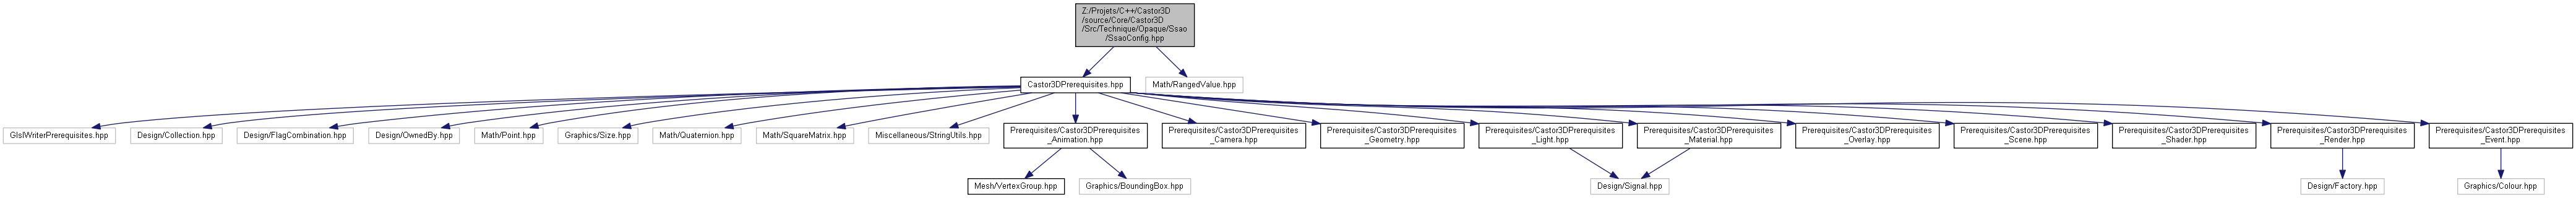 Z:/Projets/C++/Castor3D
/source/Core/Castor3D
/Src/Technique/Opaque/Ssao
/SsaoConfig.hpp
Castor3DPrerequisites.hpp
Math/RangedValue.hpp
GlslWriterPrerequisites.hpp
Design/Collection.hpp
Design/FlagCombination.hpp
Design/OwnedBy.hpp
Math/Point.hpp
Graphics/Size.hpp
Math/Quaternion.hpp
Math/SquareMatrix.hpp
Miscellaneous/StringUtils.hpp
Prerequisites/Castor3DPrerequisites
_Animation.hpp
Prerequisites/Castor3DPrerequisites
_Camera.hpp
Prerequisites/Castor3DPrerequisites
_Geometry.hpp
Prerequisites/Castor3DPrerequisites
_Light.hpp
Prerequisites/Castor3DPrerequisites
_Material.hpp
Prerequisites/Castor3DPrerequisites
_Overlay.hpp
Prerequisites/Castor3DPrerequisites
_Scene.hpp
Prerequisites/Castor3DPrerequisites
_Shader.hpp
Prerequisites/Castor3DPrerequisites
_Render.hpp
Prerequisites/Castor3DPrerequisites
_Event.hpp
Mesh/VertexGroup.hpp
Graphics/BoundingBox.hpp
Design/Signal.hpp
Design/Factory.hpp
Graphics/Colour.hpp